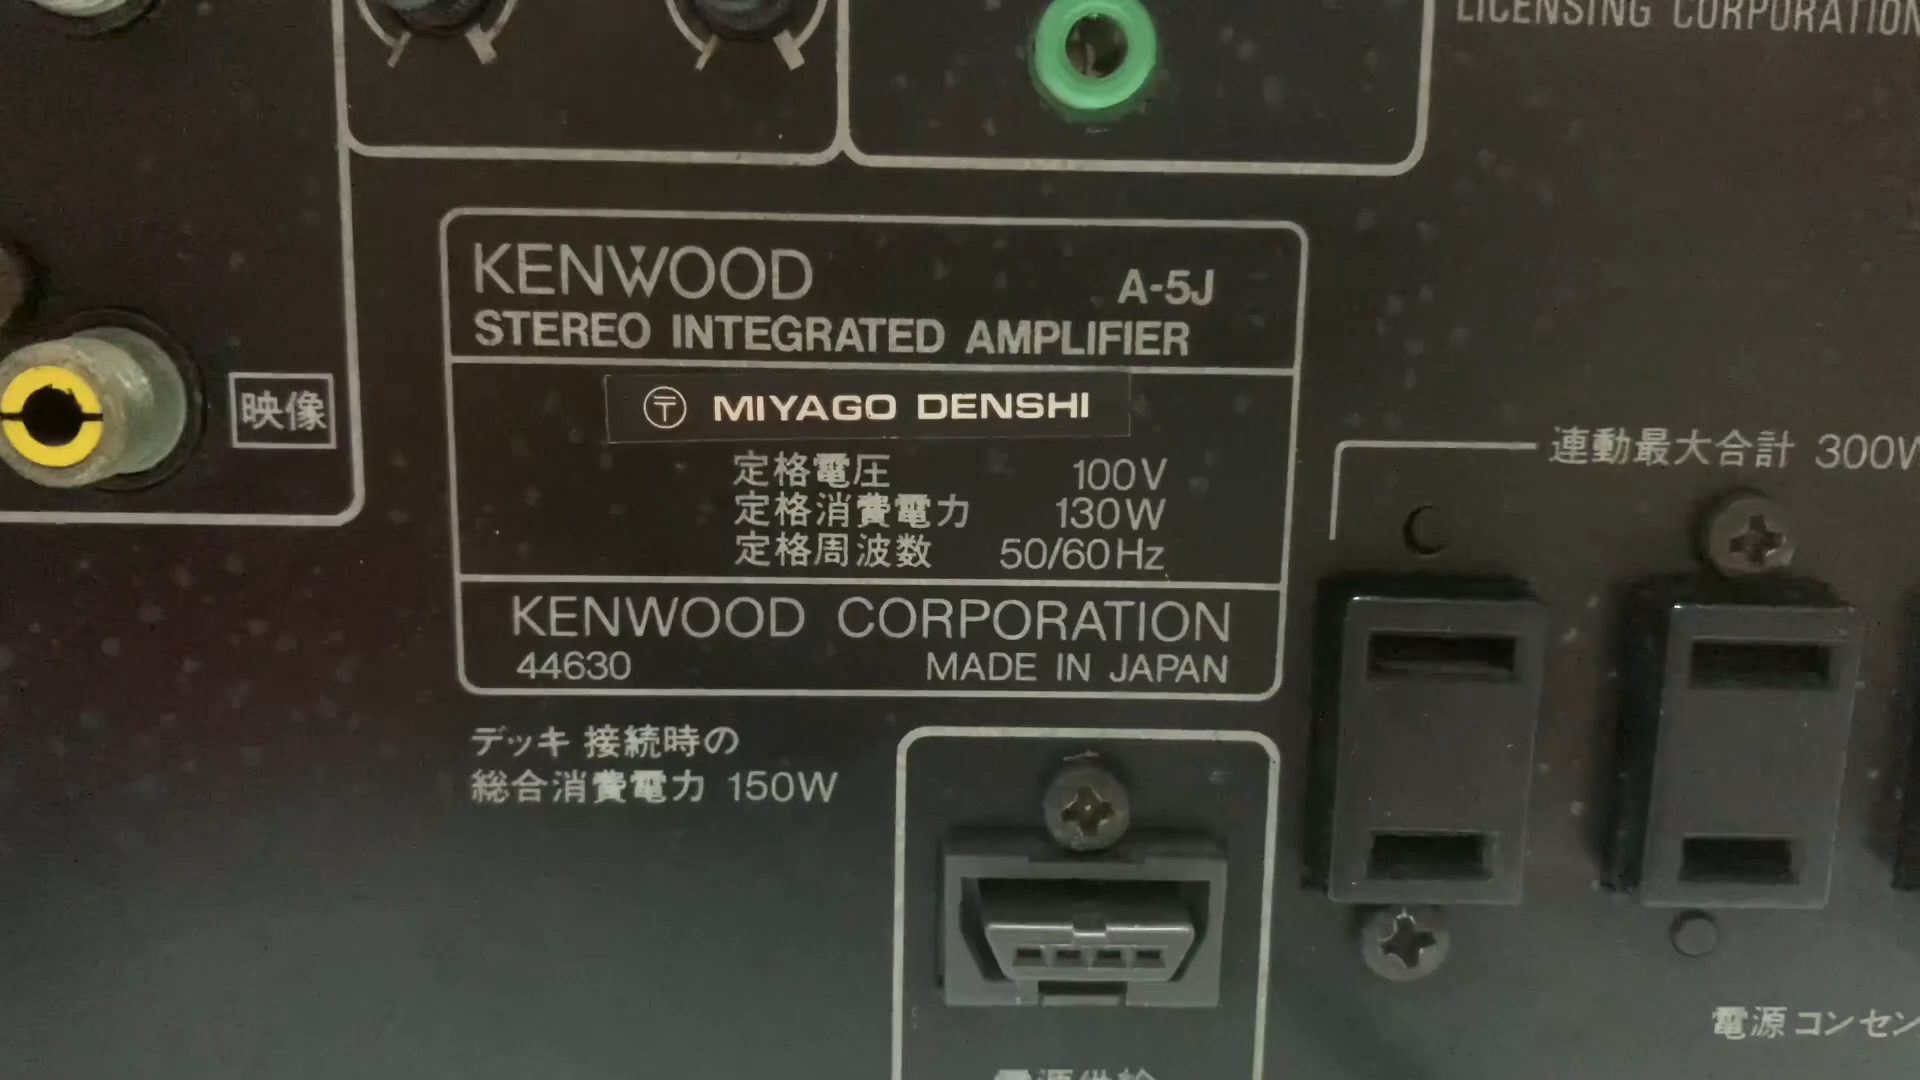 LICENSING CORPORATION
KENWOOD A-5J
STEREO INTEGRATED AMPLIFIER
映像
〒 MIYAGO DENSHI
連動最大合計 300W
定格電圧 100V
定格消費電力 130W
定格周波数 50/60Hz
KENWOOD CORPORATION
44630 MADE IN JAPAN
デッキ 接続時の
総合消費電力 150W
電源コンセン